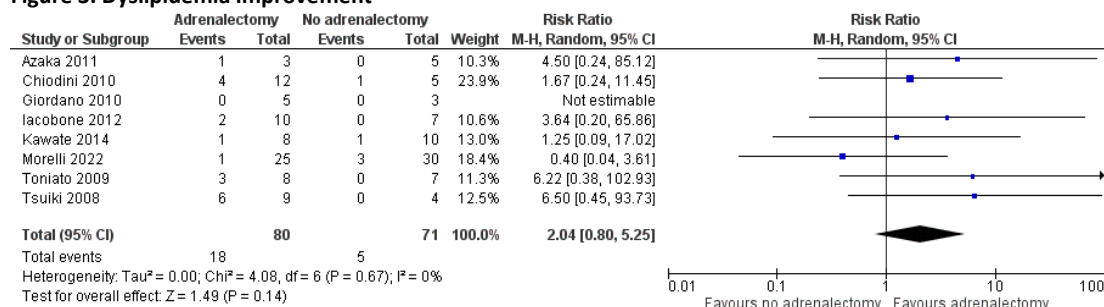 Figure 3. Dyslipidemia improvement
Adrenalectomy No adrenalectomy Risk Ratio Risk Ratio
Study or Subgroup Events Total Events Total Weight M-H, Random, 95% CI M-H, Random, 95% CI
Azaka 2011 1 3 0 5 10.3% 4.50 [0.24, 85.12]
Chiodini 2010 4 12 1 5 23.9% 1.67 [0.24, 11.45]
Giordano 2010 0 5 0 3 Not estimable
Iacobone 2012 2 10 0 7 10.6% 3.64 [0.20, 65.86]
Kawate 2014 1 8 1 10 13.0% 1.25 [0.09, 17.02]
Morelli 2022 1 25 3 30 18.4% 0.40 [0.04, 3.61]
Toniato 2009 3 8 0 7 11.3% 6.22 [0.38, 102.93]
Tsuiki 2008 6 9 0 4 12.5% 6.50 [0.45, 93.73]
Total (95% CI) 80 71 100.0% 2.04 [0.80, 5.25]
Total events 18 5
Heterogeneity: Tau² = 0.00; Chi² = 4.08, df = 6 (P = 0.67); I² = 0%
Test for overall effect: Z = 1.49 (P = 0.14)
0.01 0.1 1 10 100
Favours no adrenalectomy Favours adrenalectomy